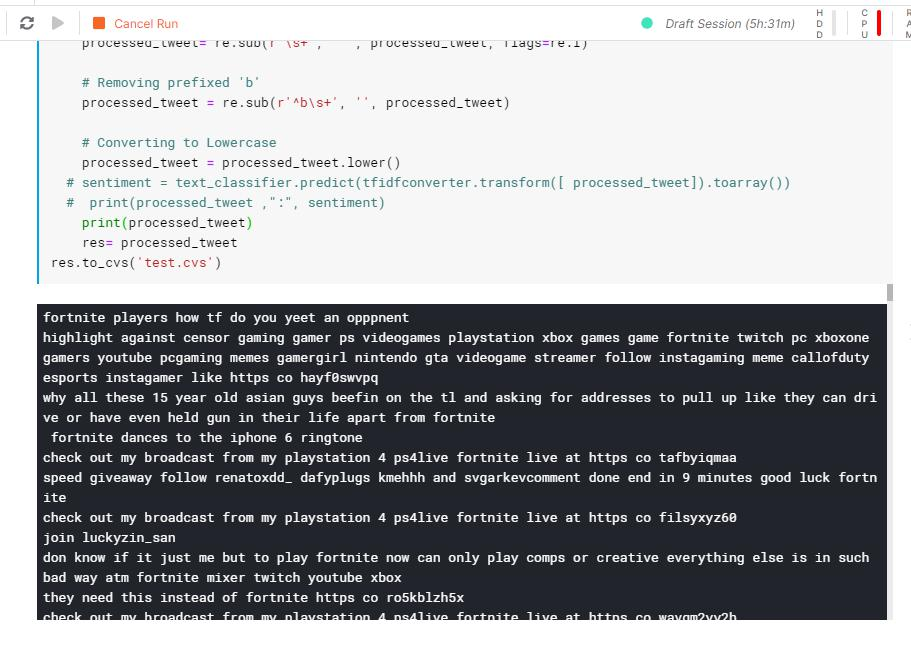 Cancel Run
Draft Session (5h:31m)
HDD
CPU
RAM
processed_tweet= re.sub(r'\s+', ' ', processed_tweet, flags=re.I)
# Removing prefixed 'b'
processed_tweet = re.sub(r'^b\s+', '', processed_tweet)
# Converting to Lowercase
processed_tweet = processed_tweet.lower()
# sentiment = text_classifier.predict(tfidfconverter.transform([ processed_tweet]).toarray())
#  print(processed_tweet ,":", sentiment)
print(processed_tweet)
res= processed_tweet
res.to_cvs('test.cvs')
fortnite players how tf do you yeet an opppnent
highlight against censor gaming gamer ps videogames playstation xbox games game fortnite twitch pc xboxone
gamers youtube pcgaming memes gamergirl nintendo gta videogame streamer follow instagaming meme callofduty
esports instagamer like https co hayf0swvpq
why all these 15 year old asian guys beefin on the tl and asking for addresses to pull up like they can dri
ve or have even held gun in their life apart from fortnite
fortnite dances to the iphone 6 ringtone
check out my broadcast from my playstation 4 ps4live fortnite live at https co tafbyiqmaa
speed giveaway follow renatoxdd_ dafyplugs kmehhh and svgarkevcomment done end in 9 minutes good luck fortn
ite
check out my broadcast from my playstation 4 ps4live fortnite live at https co filsyxyz60
join luckyzin_san
don know if it just me but to play fortnite now can only play comps or creative everything else is in such
bad way atm fortnite mixer twitch youtube xbox
they need this instead of fortnite https co ro5kblzh5x
check out my broadcast from my playstation 4 ps4live fortnite live at https co